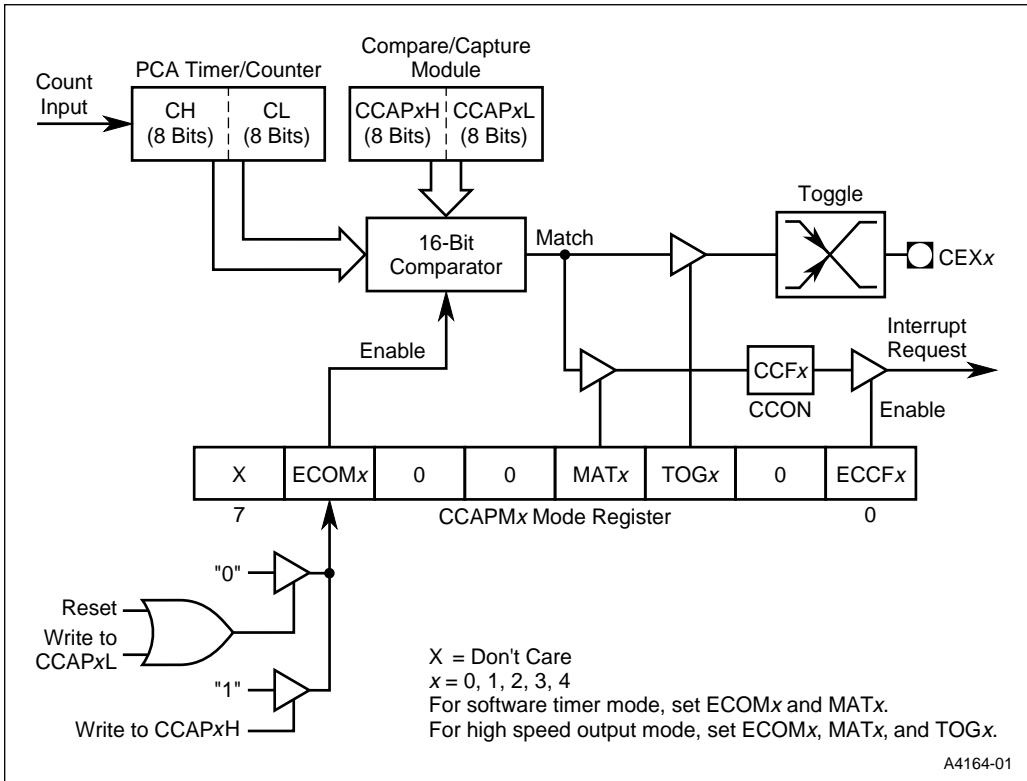 PCA Timer/Counter
Compare/Capture
Module
Count
Input
CH
(8 Bits)
CL
(8 Bits)
CCAPxH
(8 Bits)
CCAPxL
(8 Bits)
Toggle
16-Bit
Comparator
Match
CEXx
Enable
Interrupt
Request
CCFx
CCON
Enable
X
ECOMx
0
0
MATx
TOGx
0
ECCFx
7
CCAPMx Mode Register
0
"0"
Reset
Write to
CCAPxL
"1"
Write to CCAPxH
X = Don't Care
x = 0, 1, 2, 3, 4
For software timer mode, set ECOMx and MATx.
For high speed output mode, set ECOMx, MATx, and TOGx.
A4164-01